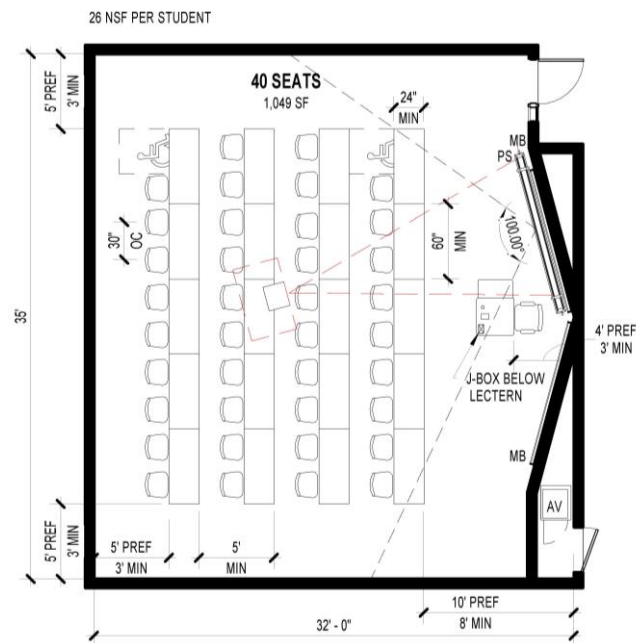 26 NSF PER STUDENT
5' PREF
3' MIN
40 SEATS
1,049 SF
24"
MIN
MB
PS
30"
OC
60"
MIN
100.00°
35'
4' PREF
3' MIN
J-BOX BELOW
LECTERN
MB
AV
5' PREF
3' MIN
5' PREF
3' MIN
5'
MIN
10' PREF
8' MIN
32' - 0"